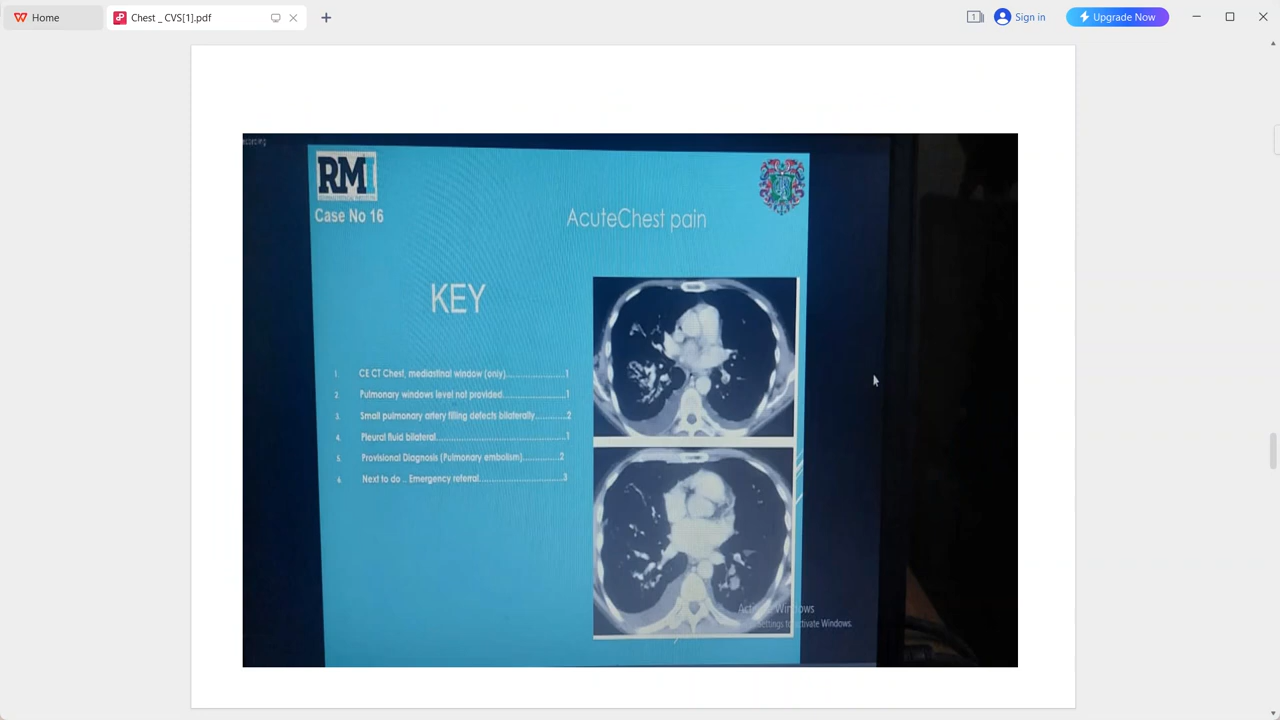 Home
Chest _ CVS[1].pdf
Sign in
Upgrade Now
RMI
Case No 16
AcuteChest pain
KEY
1. CE CT Chest, mediastinal window (only)..................1
2. Pulmonary windows level not provided..................1
3. Small pulmonary artery filling defects bilaterally..........2
4. Pleural fluid bilateral..................1
5. Provisional Diagnosis (Pulmonary embolism)............2
6. Next to do .. Emergency referral..................3
Windows
Settings to activate Windows.